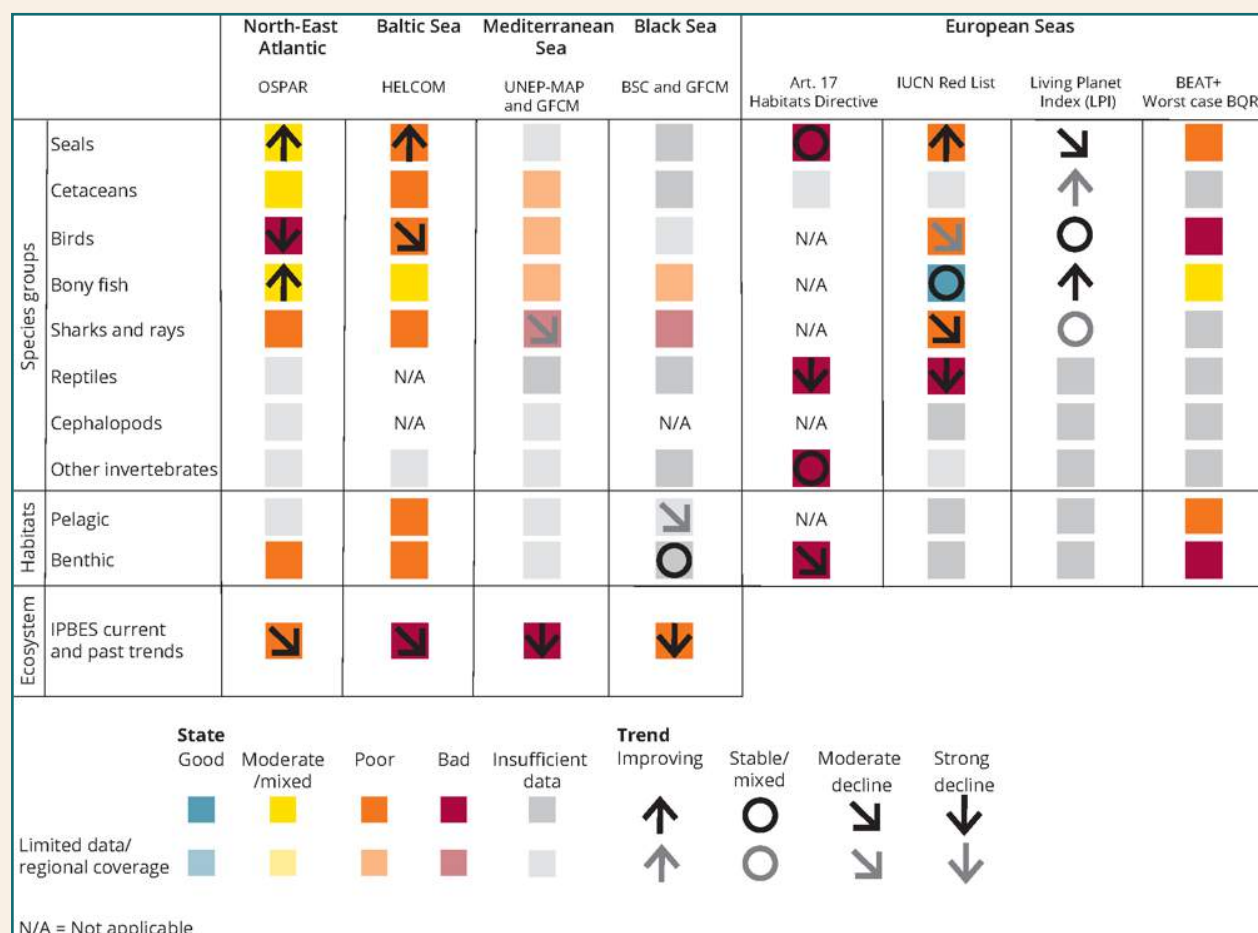 North-East
Atlantic
Baltic Sea
Mediterranean
Sea
Black Sea
European Seas
OSPAR
HELCOM
UNEP-MAP
and GFCM
BSC and GFCM
Art. 17
Habitats Directive
IUCN Red List
Living Planet
Index (LPI)
BEAT+
Worst case BQR
Species groups
Seals
Cetaceans
Birds
N/A
Bony fish
N/A
Sharks and rays
N/A
Reptiles
N/A
Cephalopods
N/A
N/A
N/A
Other invertebrates
Habitats
Pelagic
N/A
Benthic
Ecosystem
IPBES current
and past trends
State
Good
Moderate
/mixed
Poor
Bad
Insufficient
data
Trend
Improving
Stable/
mixed
Moderate
decline
Strong
decline
Limited data/
regional coverage
N/A = Not applicable